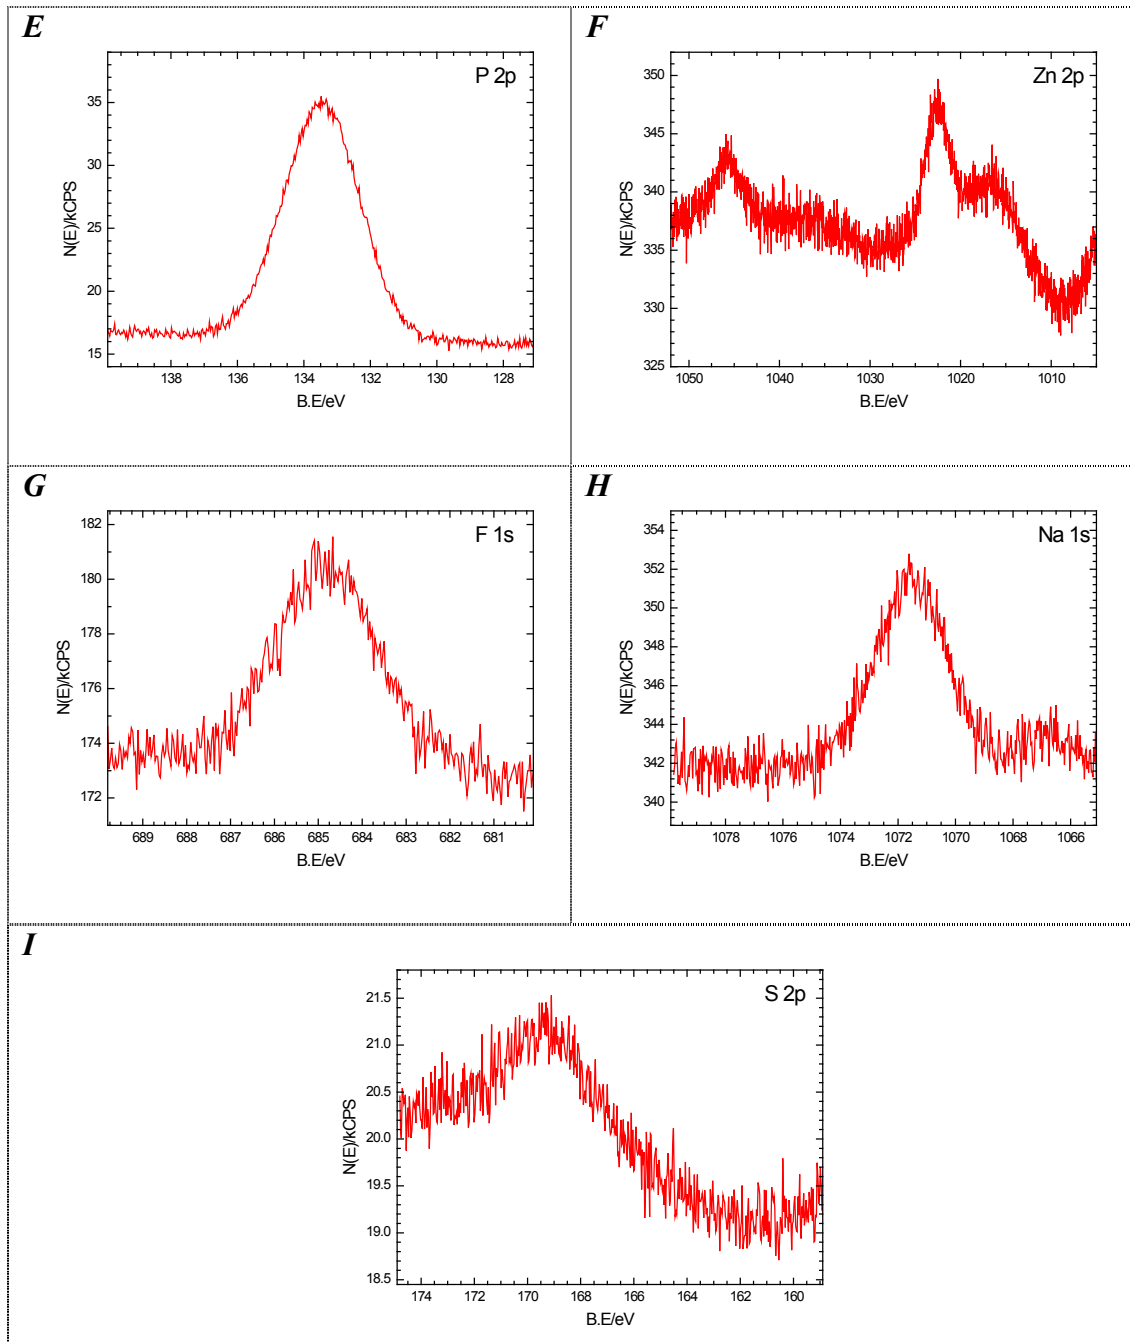 E
P 2p
35
30
25
20
15
138 136 134 132 130 128
N(E)/kCPS
B.E/eV
F
Zn 2p
350
345
340
335
330
325
1050 1040 1030 1020 1010
N(E)/kCPS
B.E/eV
G
F 1s
182
180
178
176
174
172
689 688 687 686 685 684 683 682 681
N(E)/kCPS
B.E/eV
H
Na 1s
354
352
350
348
346
344
342
340
1078 1076 1074 1072 1070 1068 1066
N(E)/kCPS
B.E/eV
I
S 2p
21.5
21.0
20.5
20.0
19.5
19.0
18.5
174 172 170 168 166 164 162 160
N(E)/kCPS
B.E/eV